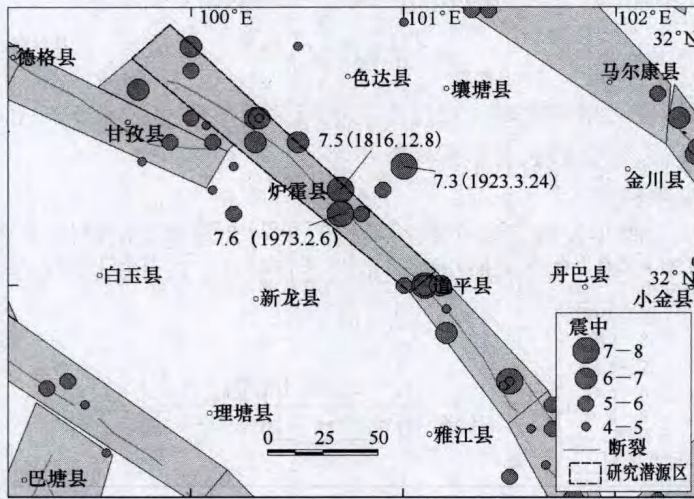 100°E
101°E
102°E
32°N
德格县
色达县
壤塘县
马尔康县
甘孜县
7.5(1816.12.8)
炉霍县
7.3(1923.3.24)
金川县
7.6 (1973.2.6)
白玉县
新龙县
道平县
丹巴县
32°N
小金县
震中
7－8
6－7
5－6
4－5
断裂
研究潜源区
理塘县
雅江县
0 12.5 25 50
巴塘县